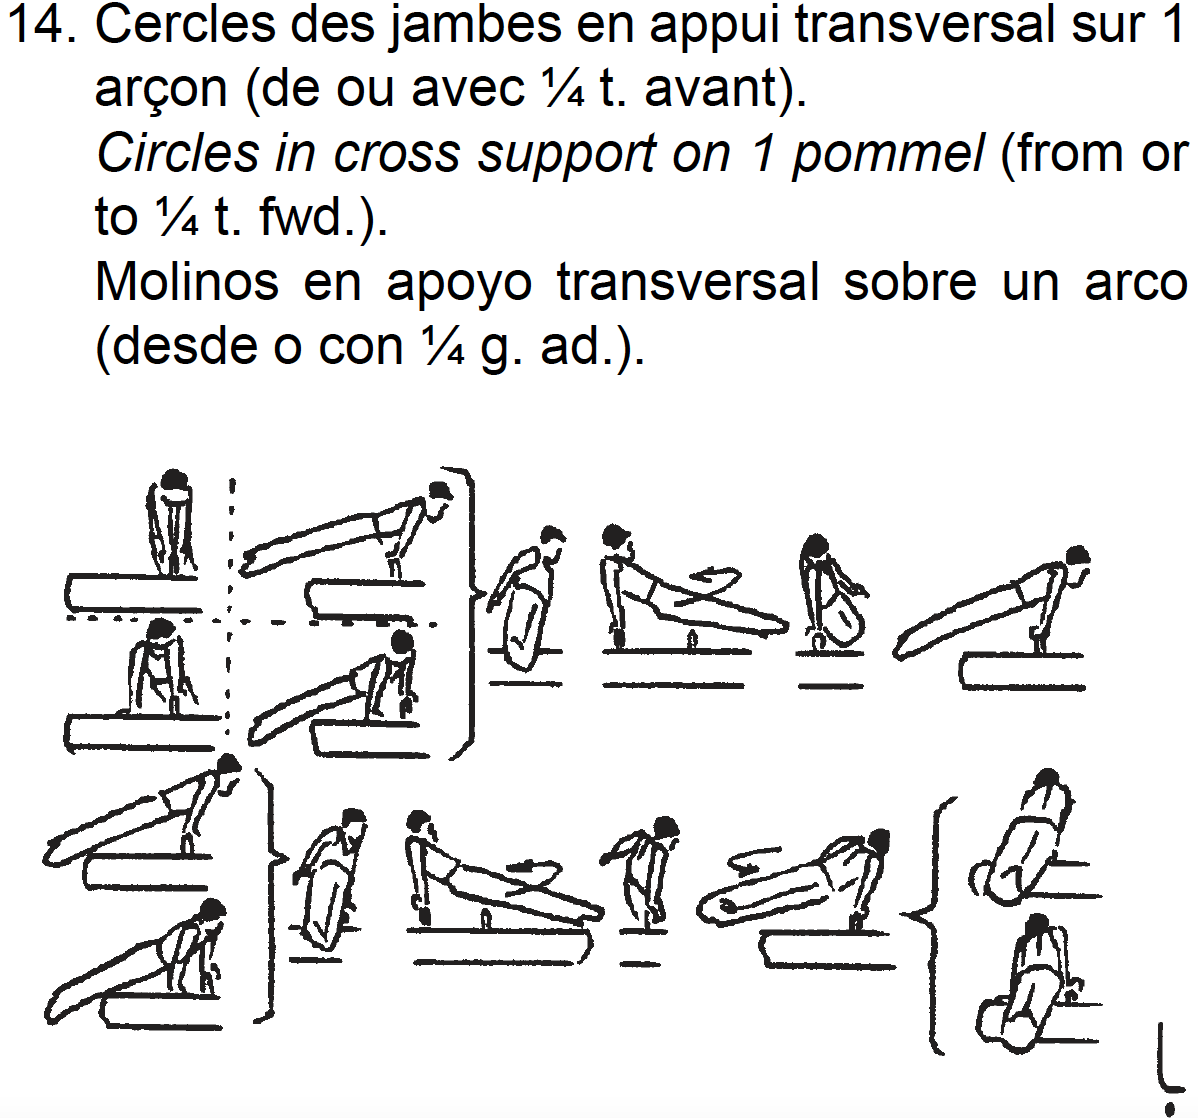 14. Cercles des jambes en appui transversal sur 1
arçon (de ou avec ¼ t. avant).
Circles in cross support on 1 pommel (from or
to ¼ t. fwd.).
Molinos en apoyo transversal sobre un arco
(desde o con ¼ g. ad.).